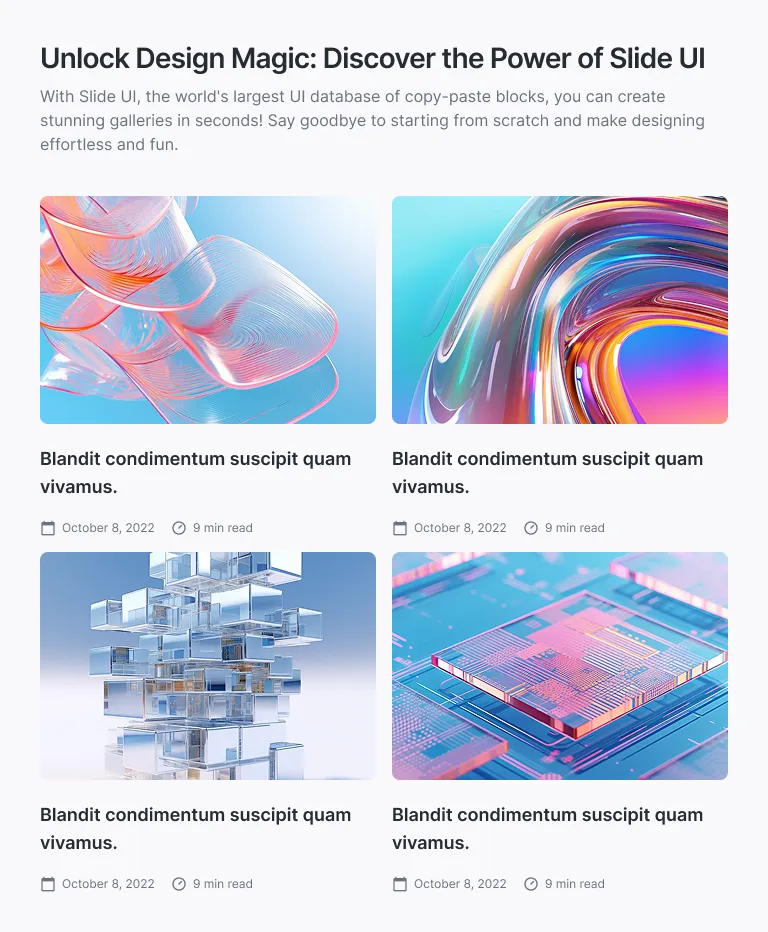 Unlock Design Magic: Discover the Power of Slide UI
With Slide UI, the world's largest UI database of copy-paste blocks, you can create
stunning galleries in seconds! Say goodbye to starting from scratch and make designing
effortless and fun.
Blandit condimentum suscipit quam
vivamus.
October 8, 2022 9 min read
Blandit condimentum suscipit quam
vivamus.
October 8, 2022 9 min read
Blandit condimentum suscipit quam
vivamus.
October 8, 2022 9 min read
Blandit condimentum suscipit quam
vivamus.
October 8, 2022 9 min read